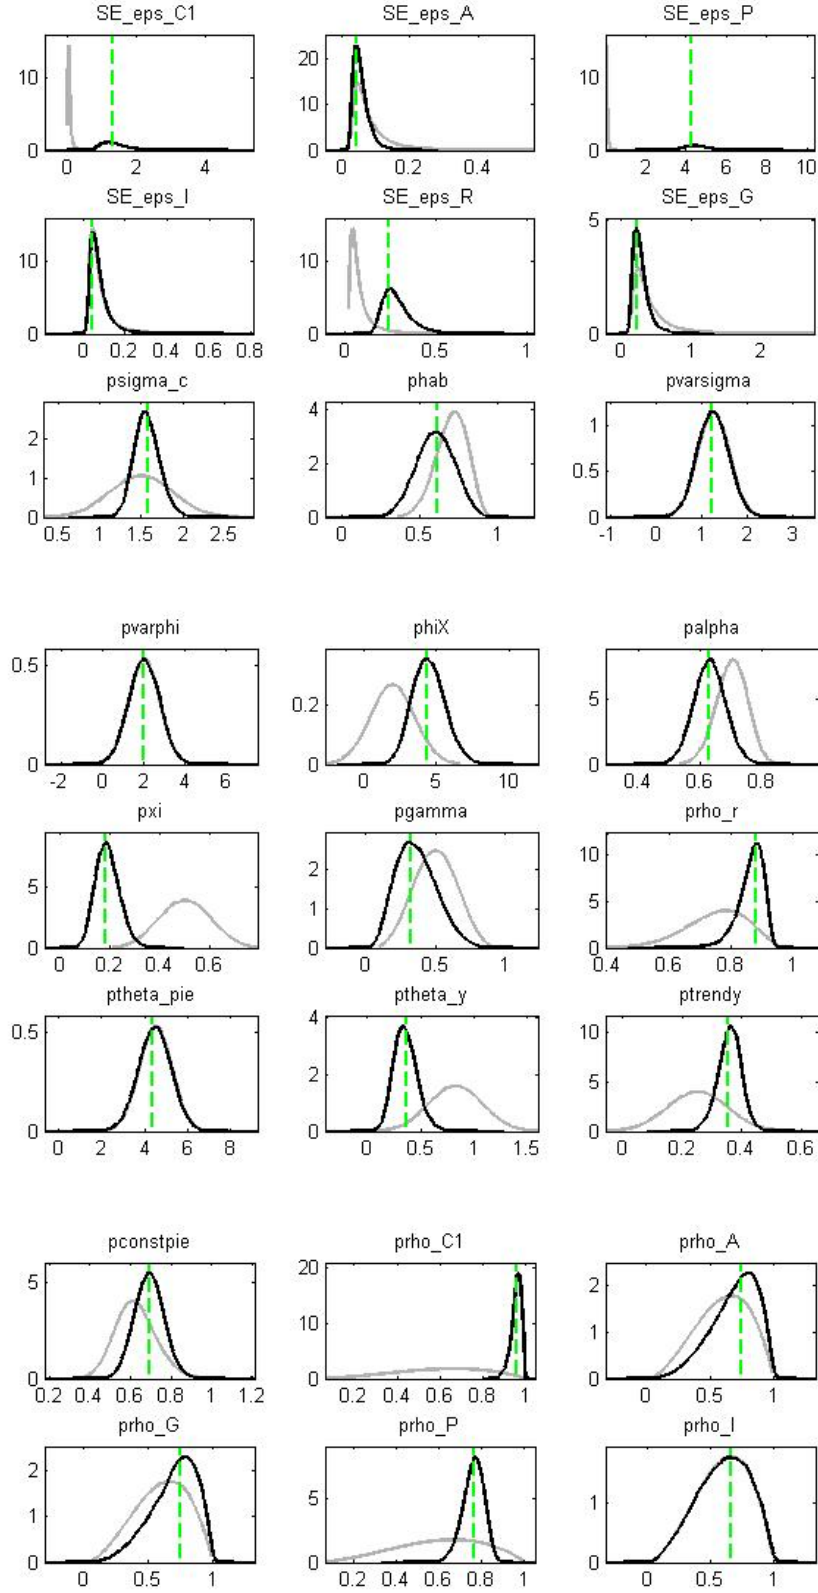 SE_eps_C1 SE_eps_A SE_eps_P
10 0 0 2 4
20 10 0 0 0.2 0.4
10 0 2 4 6 8 10
SE_eps_I SE_eps_R SE_eps_G
10 0 0 0.2 0.4 0.6 0.8
10 0 0 0.5 1
5 0 0 1 2
psigma_c phab pvarsigma
2 1 0 0.5 1 1.5 2 2.5
4 2 0 0 0.5 1
1 0.5 0 -1 0 1 2 3
pvarphi phiX palpha
0.5 0 -2 0 2 4 6
0.2 0 0 5 10
5 0 0.4 0.6 0.8
pxi pgamma prho_r
5 0 0 0.2 0.4 0.6
2 1 0 0 0.5 1
10 5 0 0.4 0.6 0.8 1
ptheta_pie ptheta_y ptrendy
0.5 0 0 2 4 6 8
4 2 0 0 0.5 1 1.5
10 5 0 0 0.2 0.4 0.6
pconstpie prho_C1 prho_A
5 0 0.2 0.4 0.6 0.8 1 1.2
20 10 0 0.2 0.4 0.6 0.8 1
2 1 0 0 0.5 1
prho_G prho_P prho_I
2 1 0 0 0.5 1
5 0 0.2 0.4 0.6 0.8 1
1 0 0 0.5 1